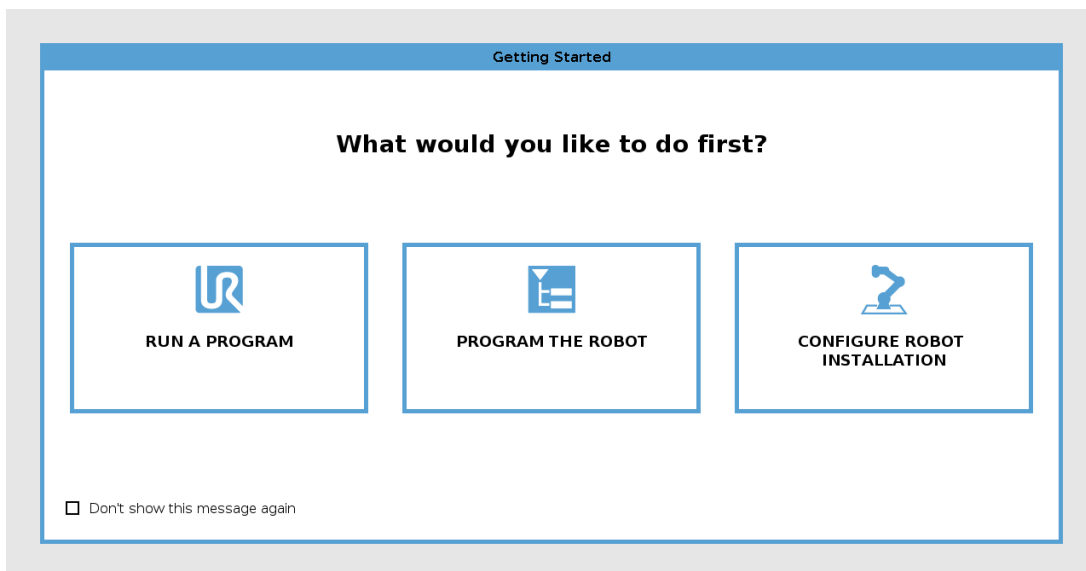 Getting Started
What would you like to do first?
RUN A PROGRAM
PROGRAM THE ROBOT
CONFIGURE ROBOT
INSTALLATION
Don't show this message again